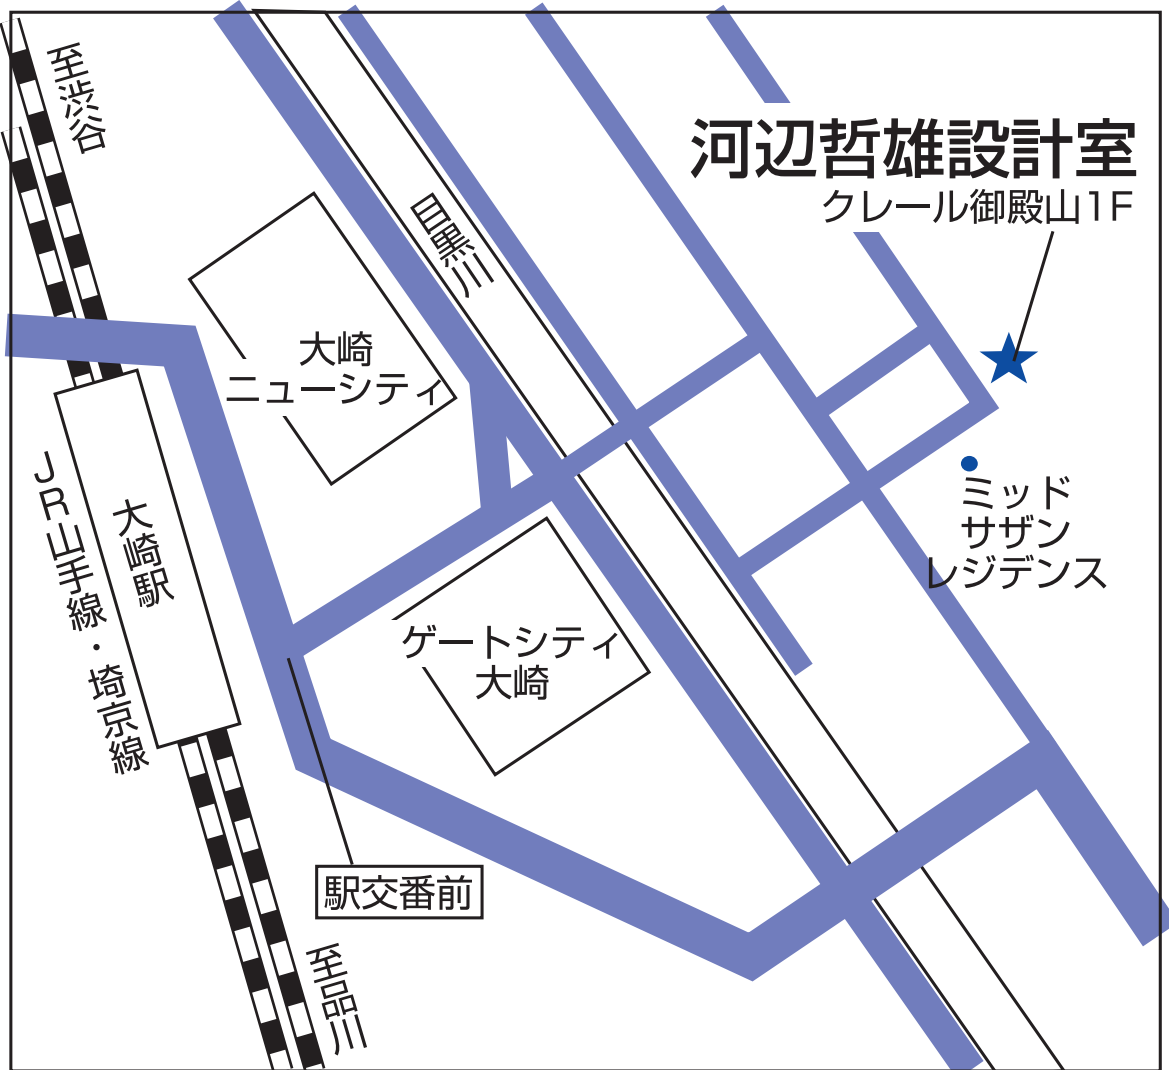 至渋谷
河辺哲雄設計室
クレール御殿山1F
目黒川
大崎
ニューシティ
ミッド
サザン
レジデンス
JR山手線・埼京線
大崎駅
ゲートシティ
大崎
駅交番前
至品川